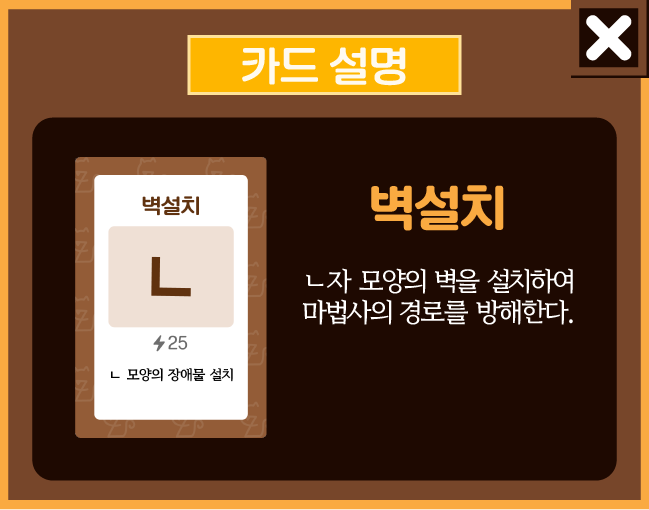 카드 설명
벽설치
ㄴ
25
ㄴ 모양의 장애물 설치
벽설치
ㄴ자 모양의 벽을 설치하여
마법사의 경로를 방해한다.